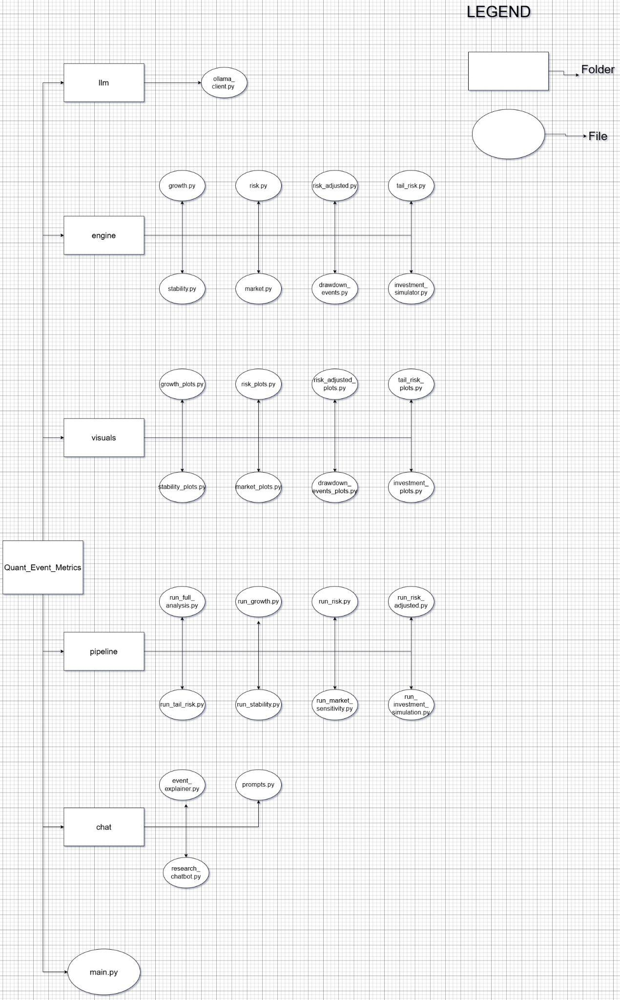 LEGEND
Folder
File
llm
ollama_
client.py
growth.py
risk.py
risk_adjusted.py
tail_risk.py
engine
stability.py
market.py
drawdown_
events.py
investment_
simulator.py
growth_plots.py
risk_plots.py
risk_adjusted_
plots.py
tail_risk_
plots.py
visuals
stability_plots.py
market_plots.py
drawdown_
events_plots.py
investment_
plots.py
Quant_Event_Metrics
run_full_
analysis.py
run_growth.py
run_risk.py
run_risk_
adjusted.py
pipeline
run_tail_risk.py
run_stability.py
run_market_
sensitivity.py
run_
investment_
simulation.py
event_
explainer.py
prompts.py
chat
research_
chatbot.py
main.py